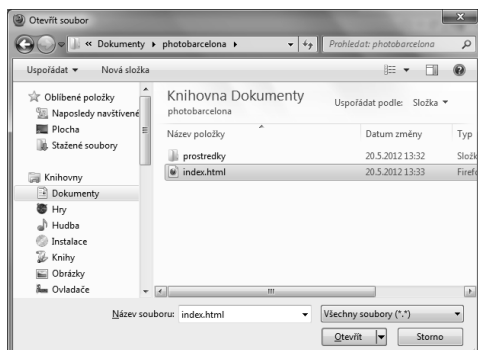 Otevřít soubor
« Dokumenty ▸ photobarcelona ▸
Prohledat: photobarcelona
Uspořádat ▾ Nová složka
Oblíbené položky
Naposledy navštívené
Plocha
Stažené soubory
Knihovny
Dokumenty
Hry
Hudba
Instalace
Knihy
Obrázky
Ovladače
Knihovna Dokumenty
photobarcelona
Uspořádat podle: Složka ▾
Název položky Datum změny Typ
prostredky 20.5.2012 13:32 Složk
index.html 20.5.2012 13:33 Firefo
Název souboru: index.html
Všechny soubory (*.*)
Otevřít Storno